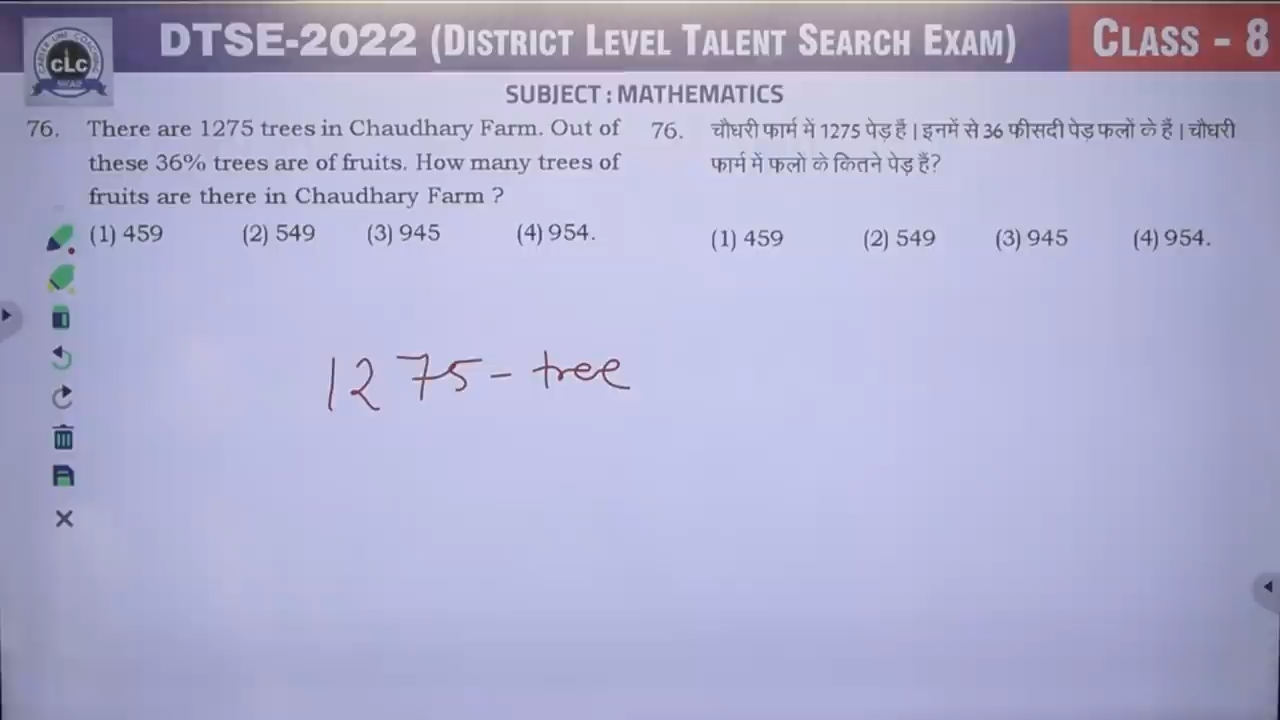 DTSE-2022 (DISTRICT LEVEL TALENT SEARCH EXAM)
CLASS - 8
cLc
SUBJECT : MATHEMATICS
76. There are 1275 trees in Chaudhary Farm. Out of
these 36% trees are of fruits. How many trees of
fruits are there in Chaudhary Farm ?
(1) 459 (2) 549 (3) 945 (4) 954.
76. चौधरी फार्म में 1275 पेड़ हैं। इनमें से 36 फीसदी पेड़ फलों के हैं। चौधरी
फार्म में फलो के कितने पेड़ हैं?
(1) 459 (2) 549 (3) 945 (4) 954.
1275 - tree